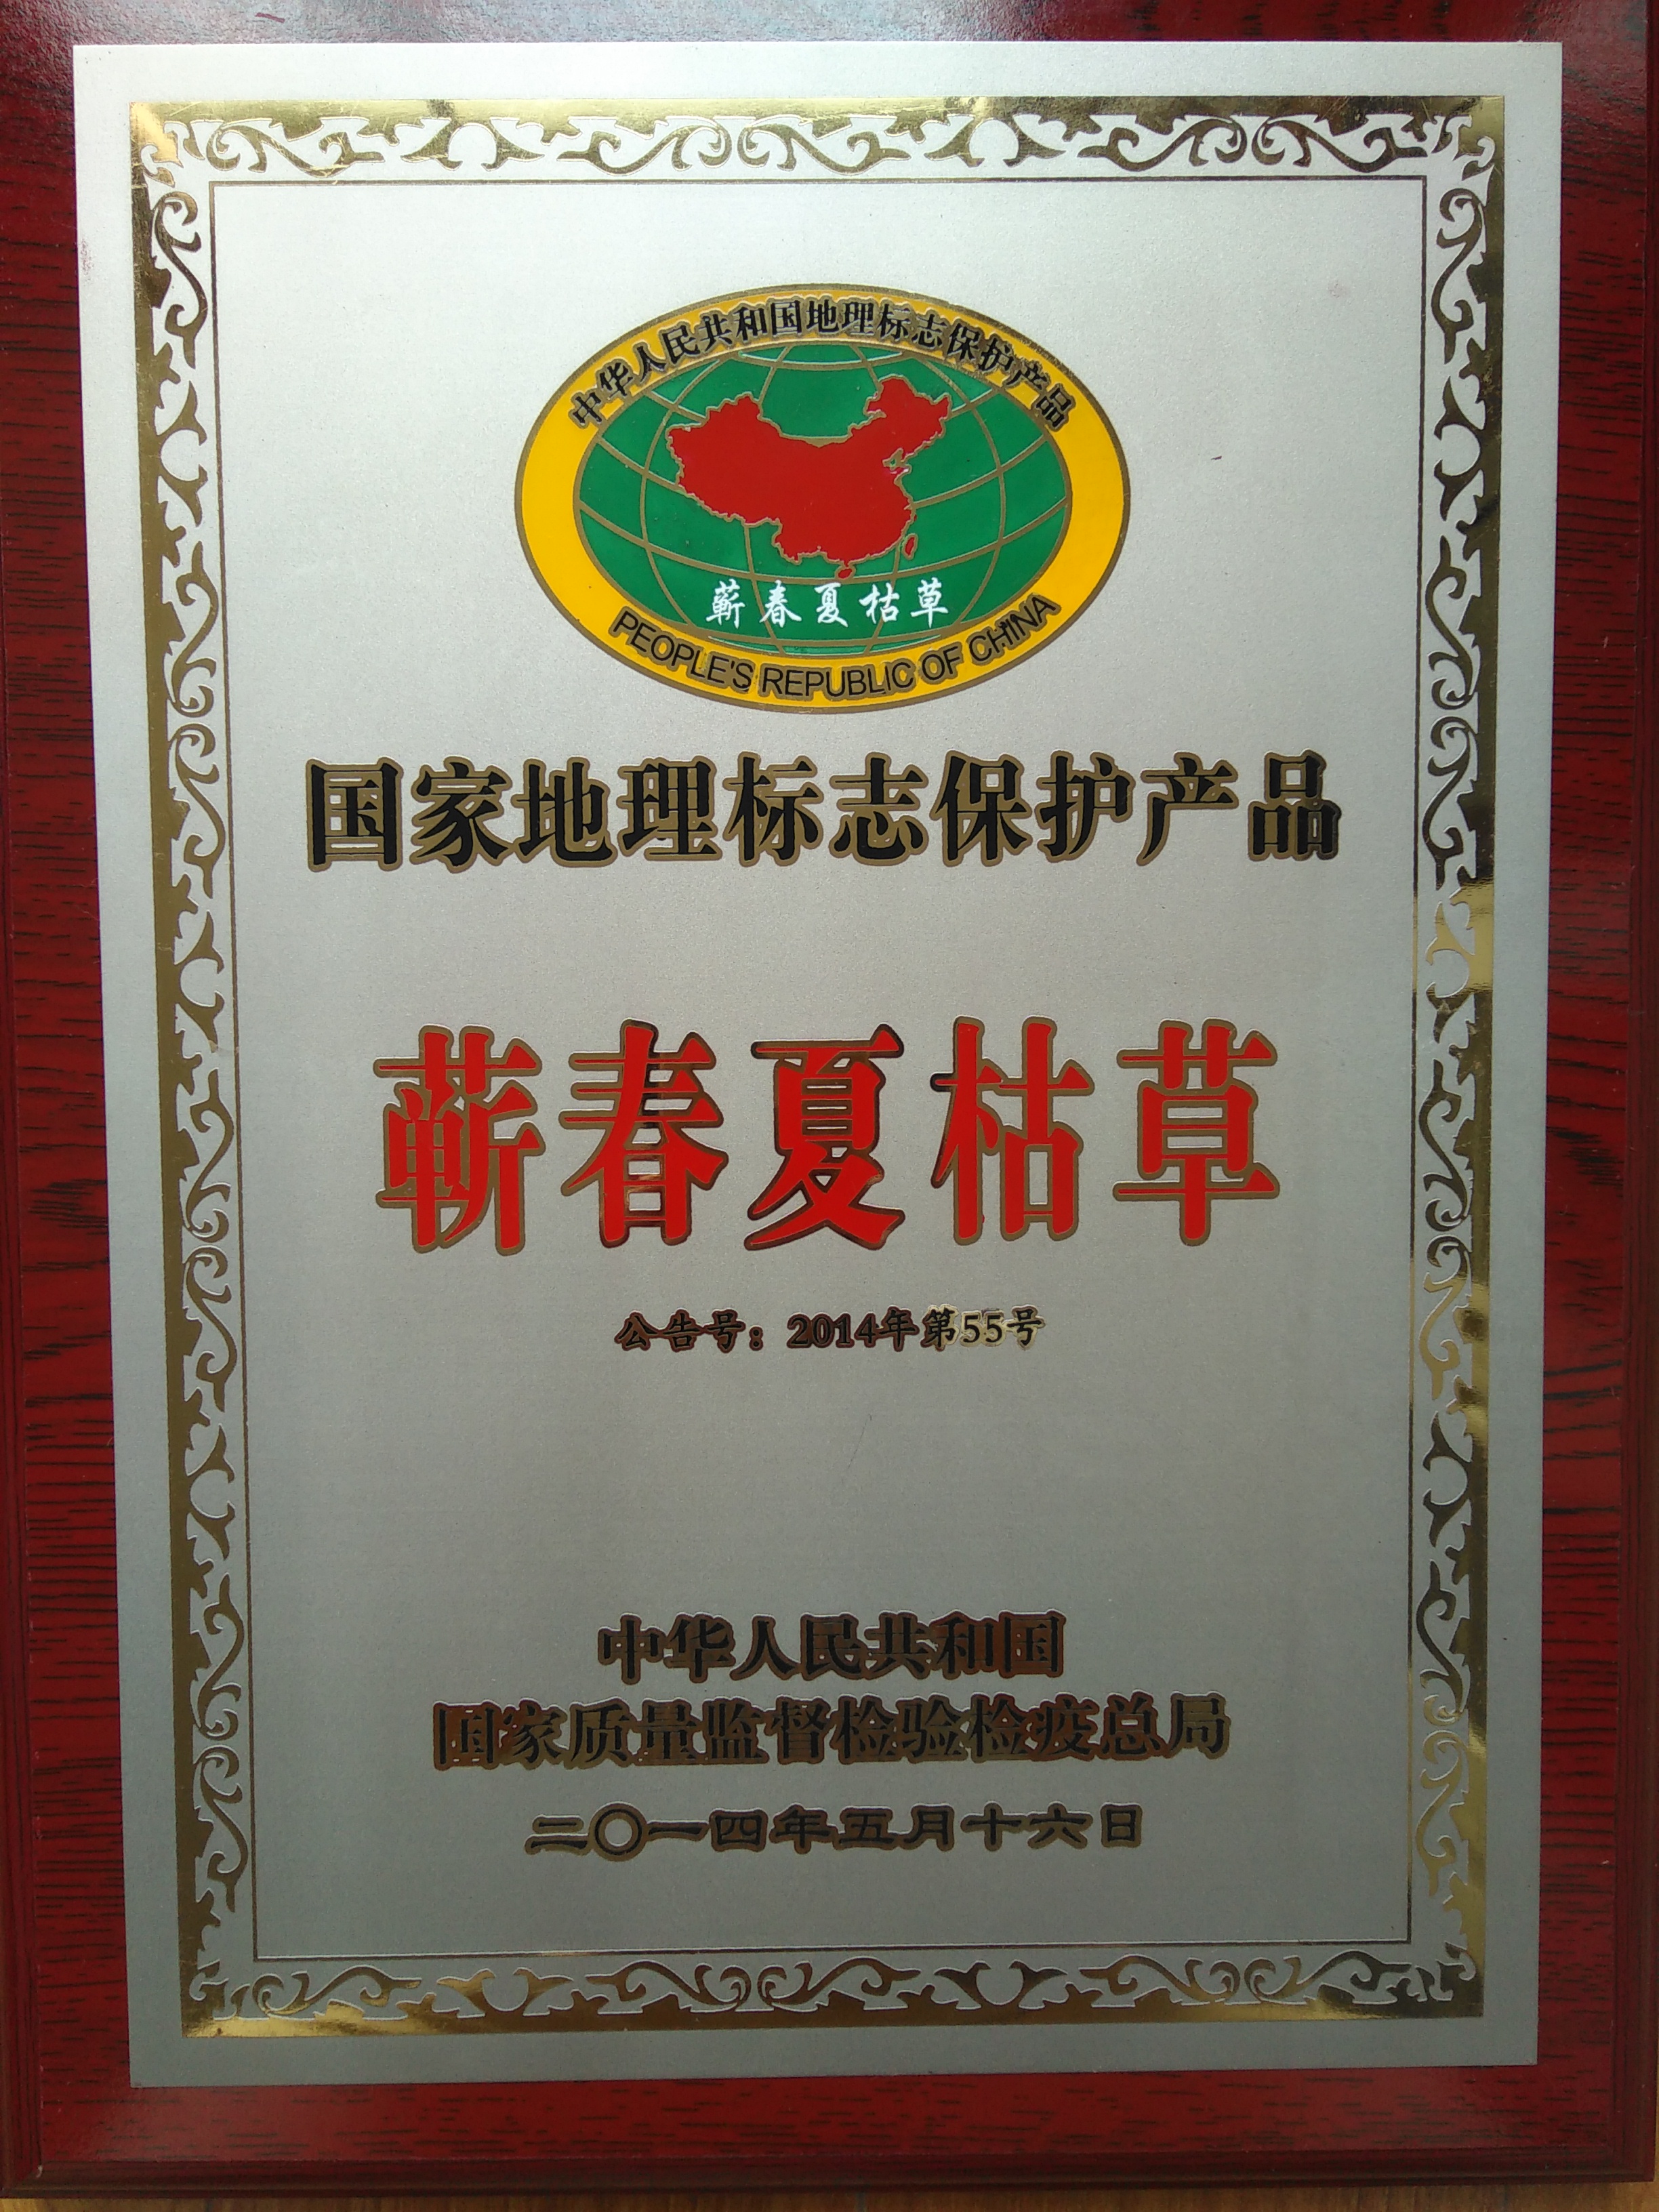 中华人民共和国地理标志保护产品
蕲春夏枯草
PEOPLE'S REPUBLIC OF CHINA
国家地理标志保护产品
蕲春夏枯草
公告号：2014年第55号
中华人民共和国
国家质量监督检验检疫总局
二〇一四年五月十六日